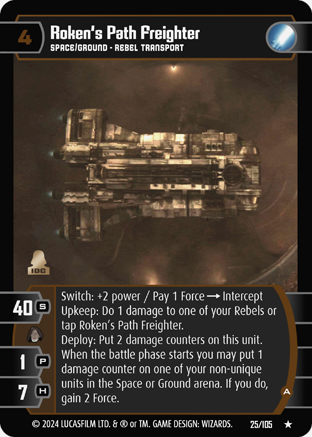 4
Roken's Path Freighter
SPACE/GROUND · REBEL TRANSPORT
IDC
40 S
1 P
7 H
Switch: +2 power / Pay 1 Force → Intercept
Upkeep: Do 1 damage to one of your Rebels or
tap Roken's Path Freighter.
Deploy: Put 2 damage counters on this unit.
When the battle phase starts you may put 1
damage counter on one of your non-unique
units in the Space or Ground arena. If you do,
gain 2 Force.
A
© 2024 LUCASFILM LTD. & ® or TM. GAME DESIGN: WIZARDS.
25/105